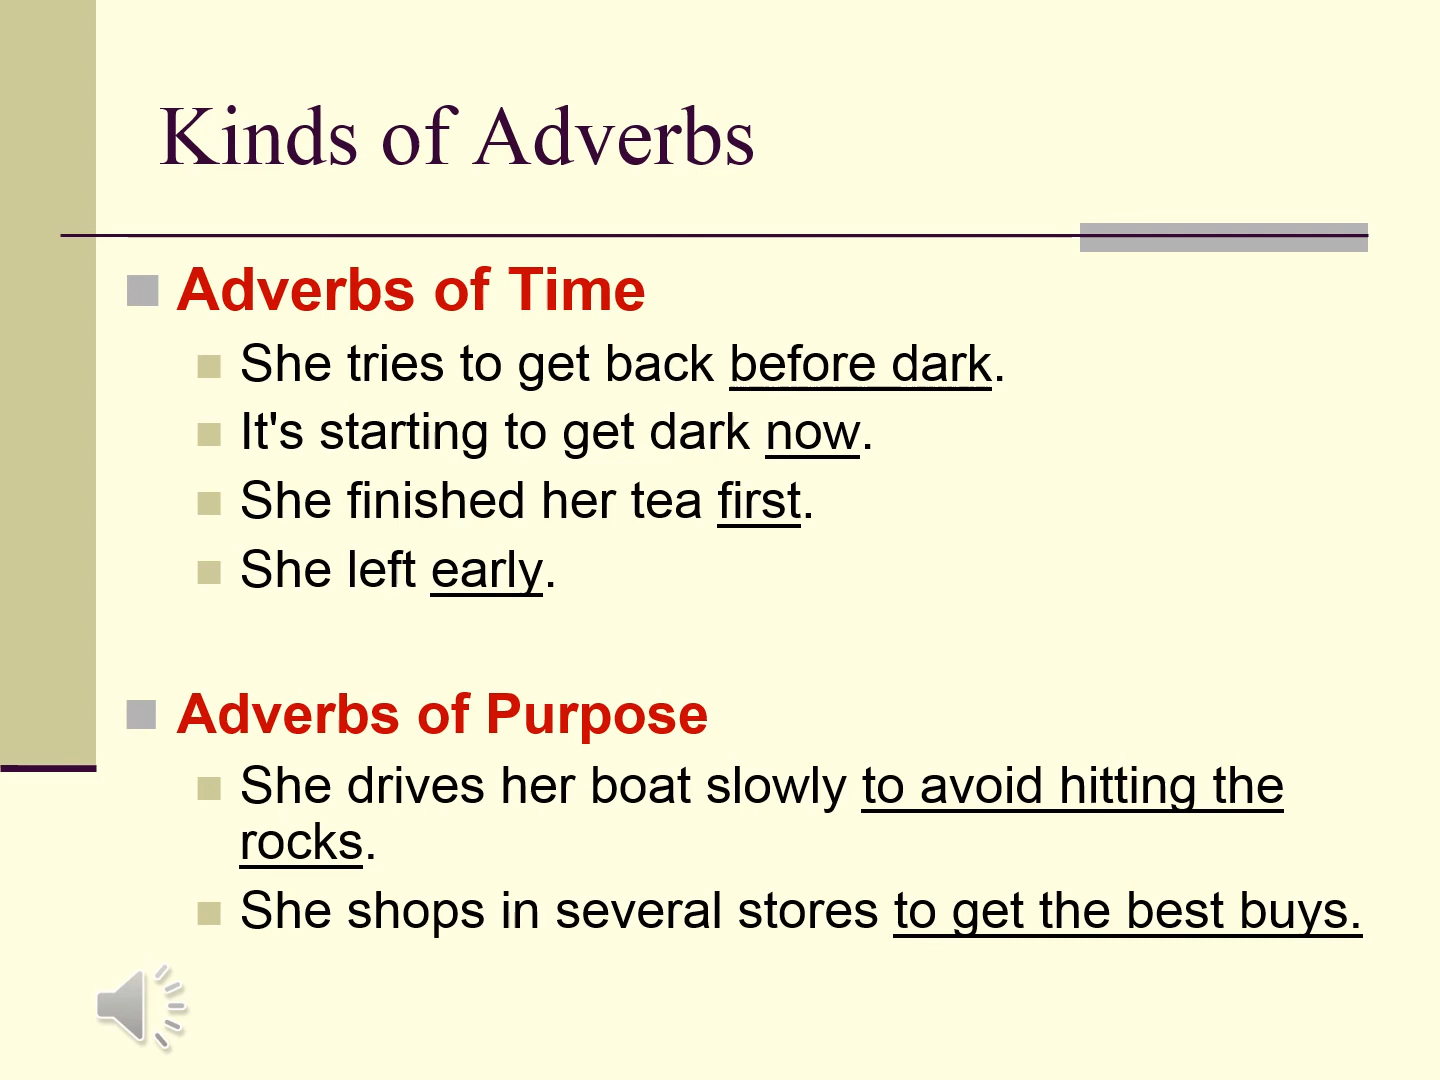 Kinds of Adverbs
Adverbs of Time
She tries to get back before dark.
It's starting to get dark now.
She finished her tea first.
She left early.
Adverbs of Purpose
She drives her boat slowly to avoid hitting the
rocks.
She shops in several stores to get the best buys.